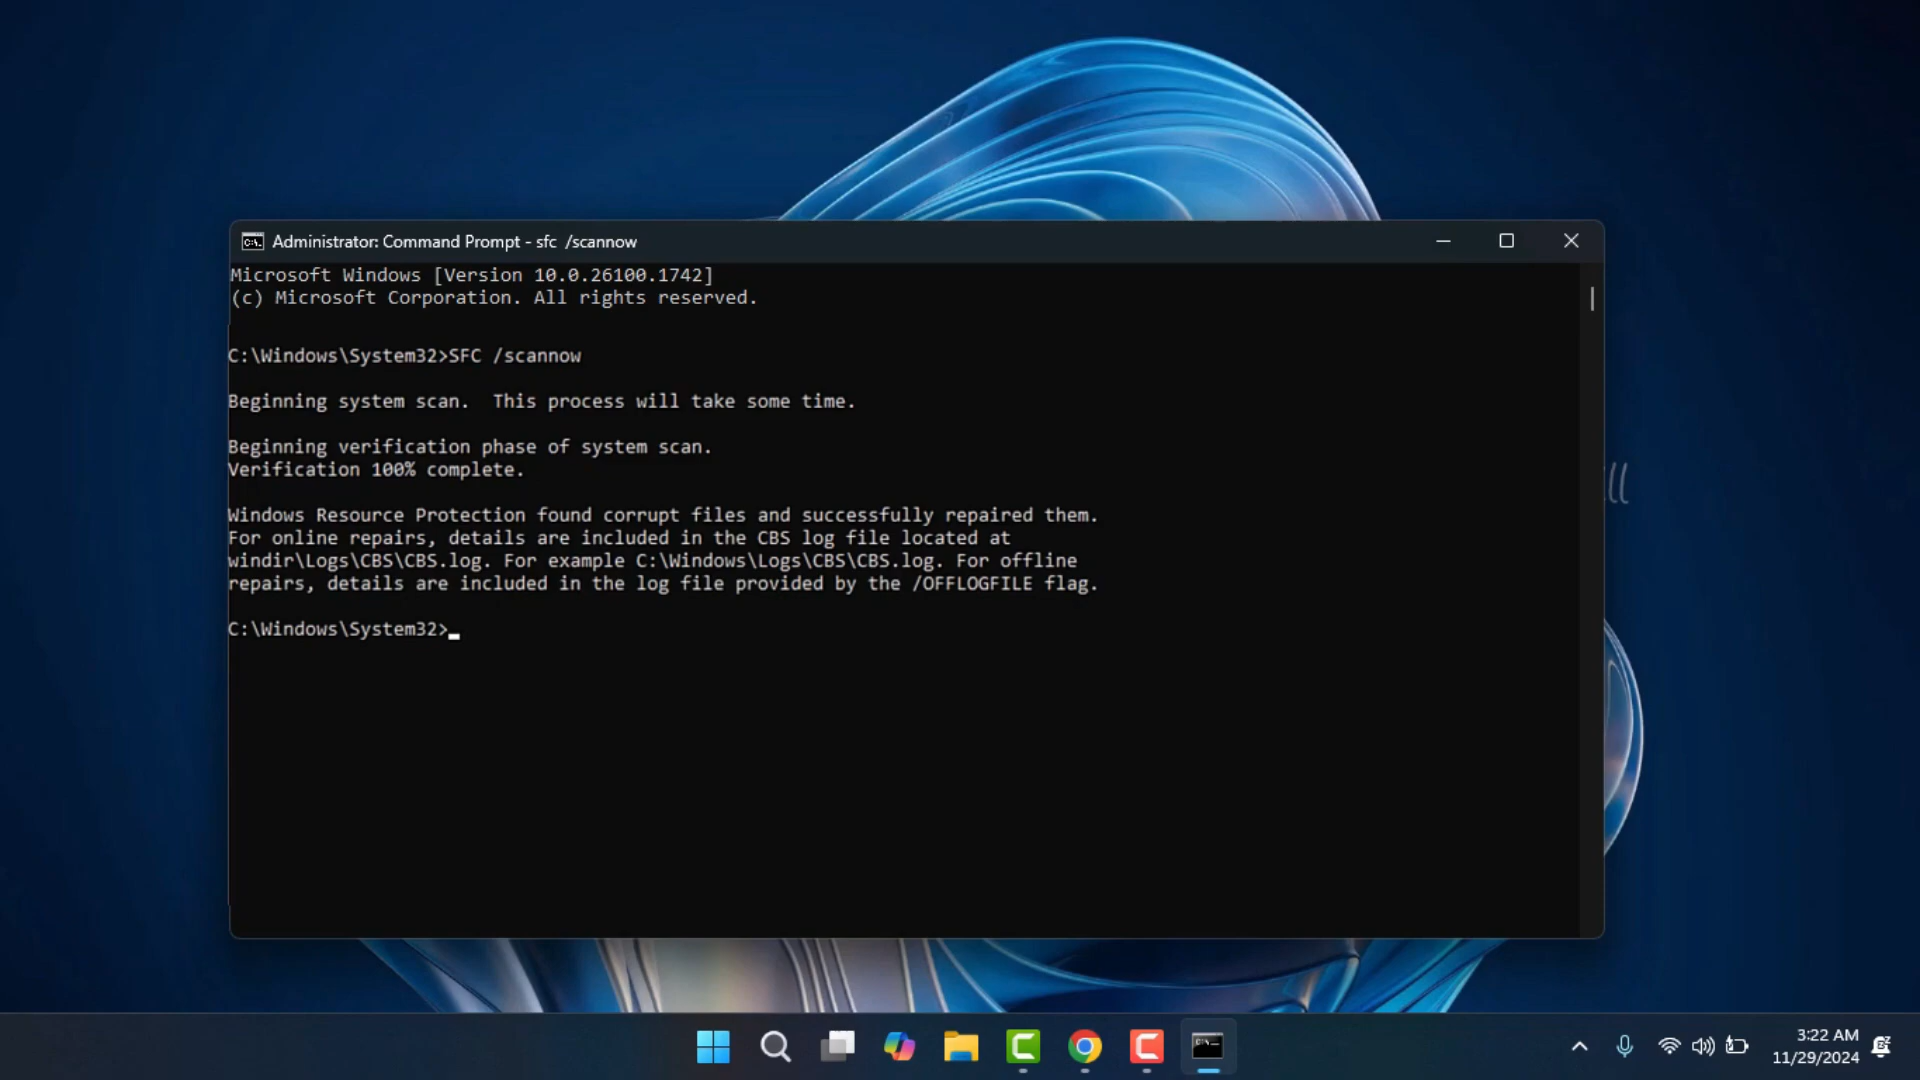 Administrator: Command Prompt - sfc  /scannow
Microsoft Windows [Version 10.0.26100.1742]
(c) Microsoft Corporation. All rights reserved.
C:\Windows\System32>SFC /scannow
Beginning system scan.  This process will take some time.
Beginning verification phase of system scan.
Verification 100% complete.
Windows Resource Protection found corrupt files and successfully repaired them.
For online repairs, details are included in the CBS log file located at
windir\Logs\CBS\CBS.log. For example C:\Windows\Logs\CBS\CBS.log. For offline
repairs, details are included in the log file provided by the /OFFLOGFILE flag.
C:\Windows\System32>
3:22 AM
11/29/2024